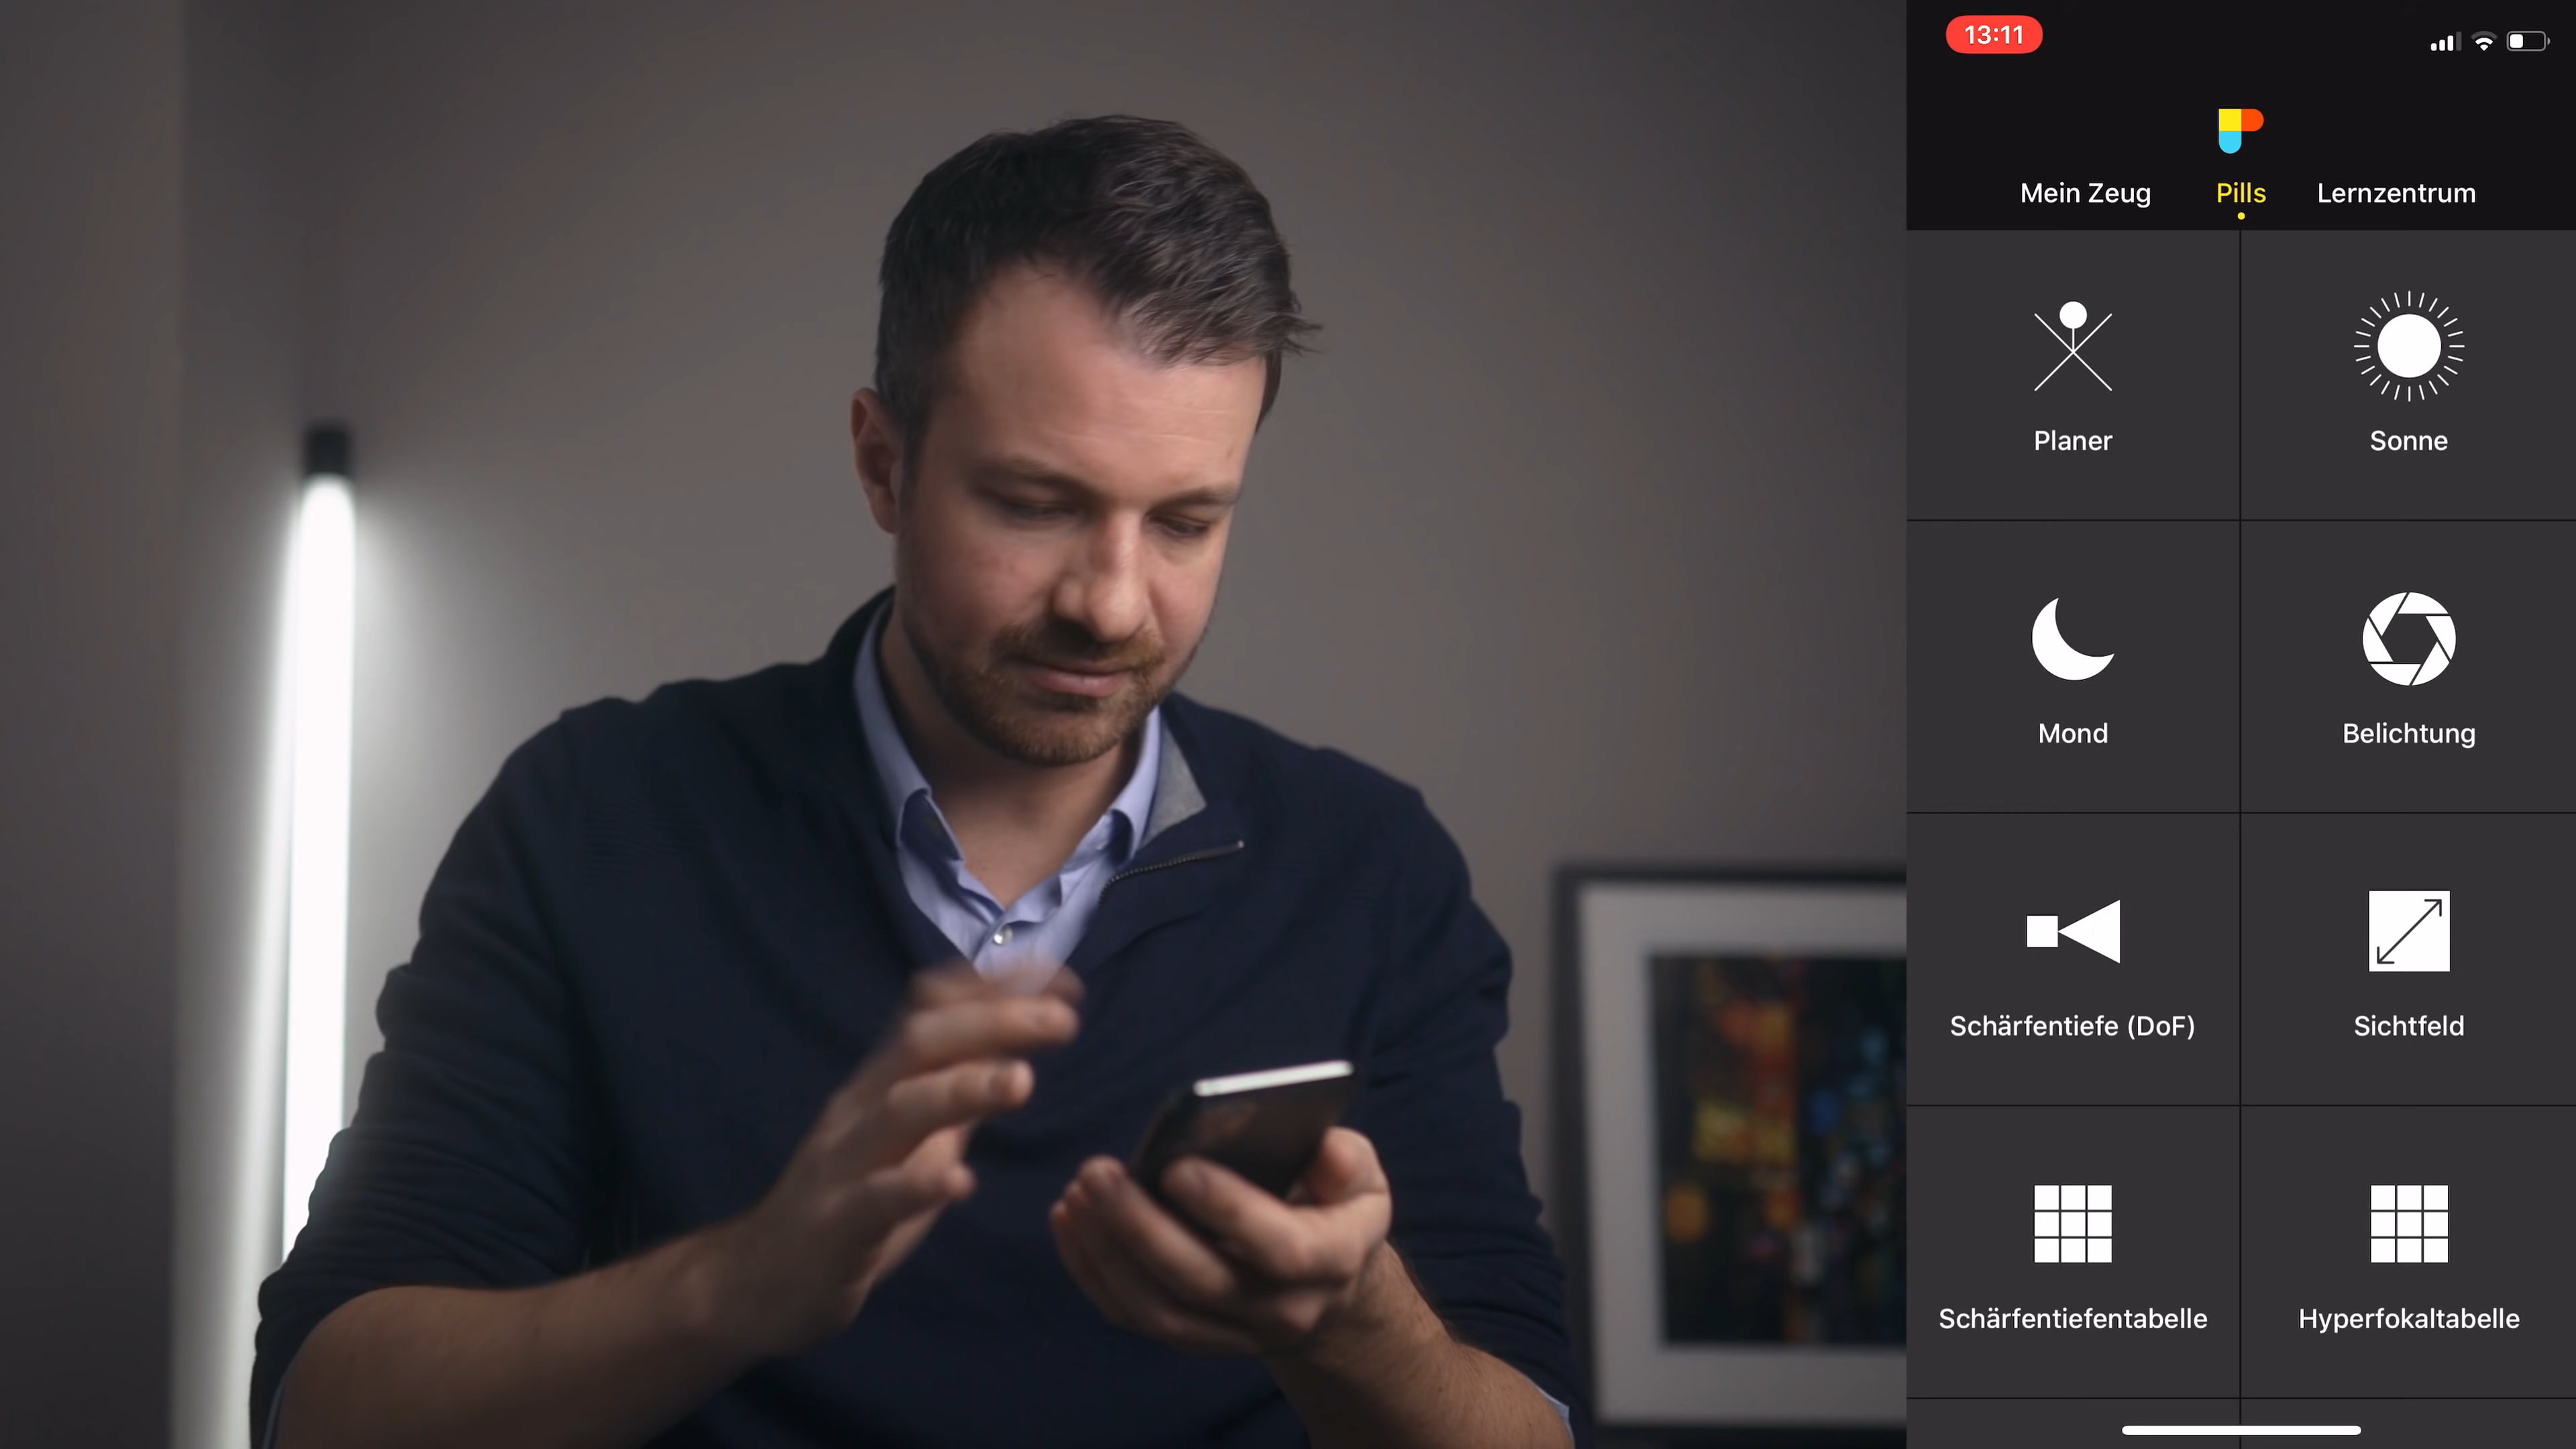 13:11
Mein Zeug
Pills
Lernzentrum
Planer
Sonne
Mond
Belichtung
Schärfentiefe (DoF)
Sichtfeld
Schärfentiefentabelle
Hyperfokaltabelle